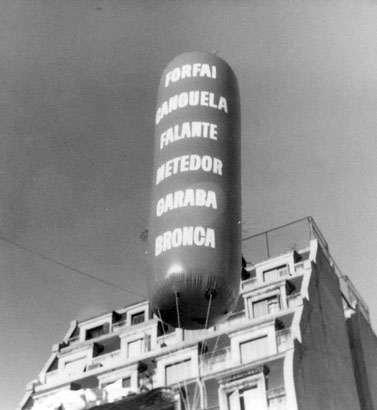 FORFAI
CANGUELA
FALANTE
METEDOR
GARABA
BRONCA